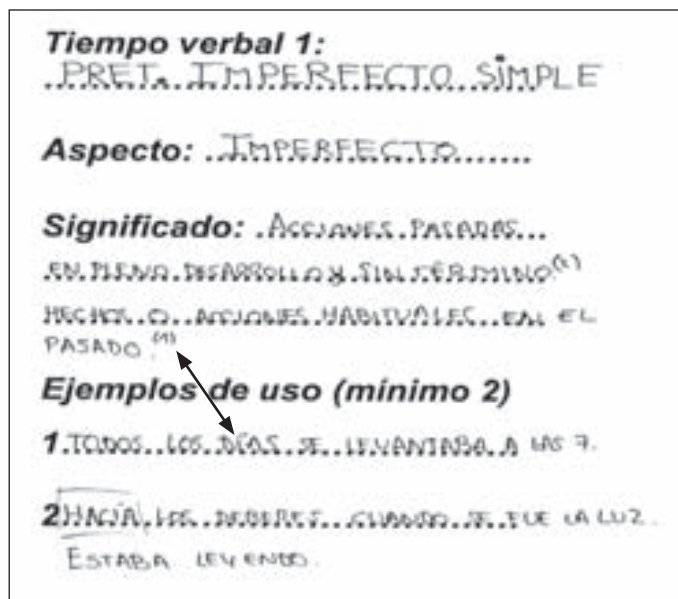 Tiempo verbal 1:
PRET. IMPERFECTO SIMPLE
Aspecto: IMPERFECTO
Significado: ACCIONES PASADAS
EN PLENO DESARROLLO Y SIN TÉRMINO.(2)
HECHOS O ACCIONES HABITUALES EN EL
PASADO.(1)
Ejemplos de uso (mínimo 2)
1. TODOS LOS DÍAS SE LEVANTABA A LAS 7.
2 HACÍA LOS DEBERES CUANDO SE FUE LA LUZ.
ESTABA LEYENDO.